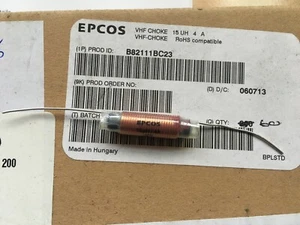 EPCOS
VHF CHOKE 15 UH 4 A
VHF-CHOKE RoHS compatible
(1P) PROD ID: B82111BC23
(9K) PROD ORDER NO:
(D) D/C: 060713
(T) BATCH
(Q) QTY:
EPCOS
200
Made in Hungary
BPLSTD